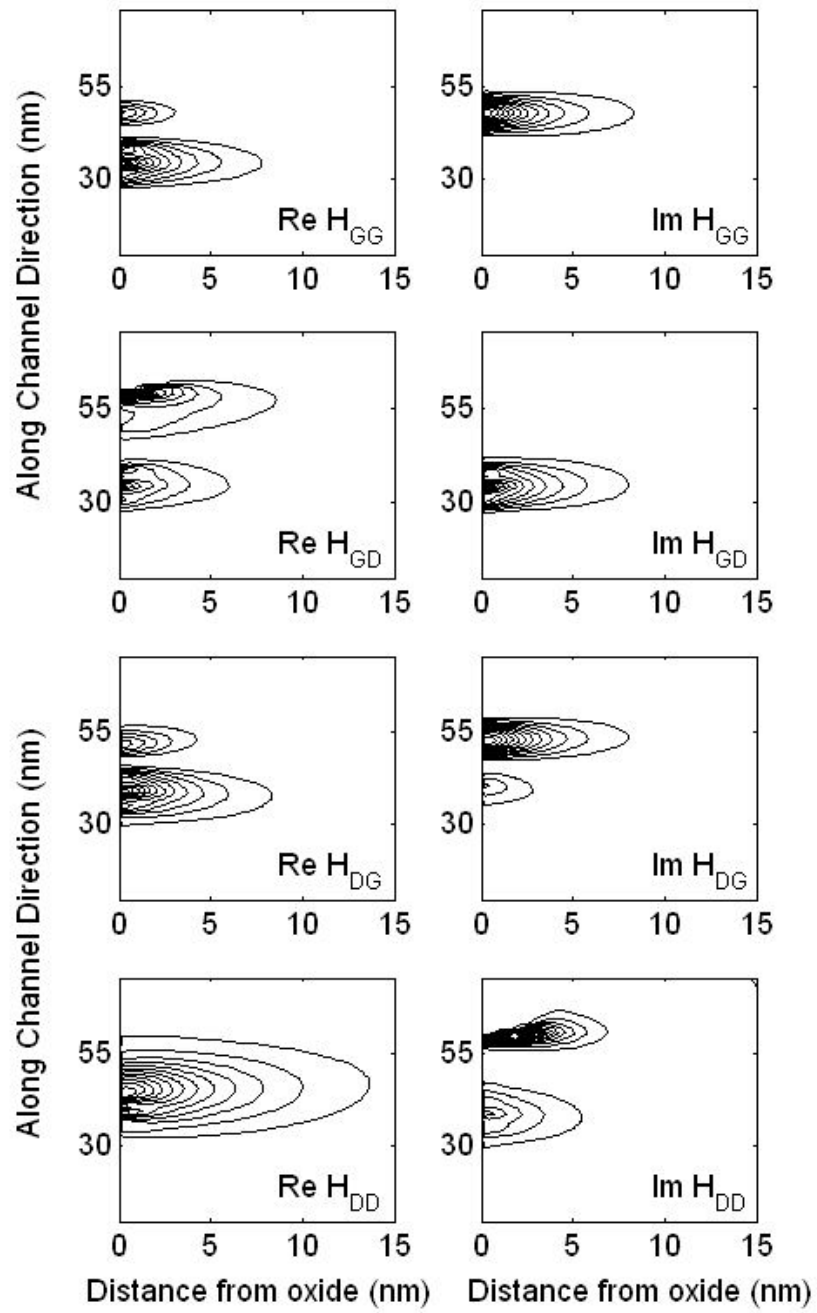 Along Channel Direction (nm)
55
30
Re H_GG
0 5 10 15
55
30
Im H_GG
0 5 10 15
55
30
Re H_GD
0 5 10 15
55
30
Im H_GD
0 5 10 15
Along Channel Direction (nm)
55
30
Re H_DG
0 5 10 15
55
30
Im H_DG
0 5 10 15
55
30
Re H_DD
0 5 10 15
Distance from oxide (nm)
55
30
Im H_DD
0 5 10 15
Distance from oxide (nm)